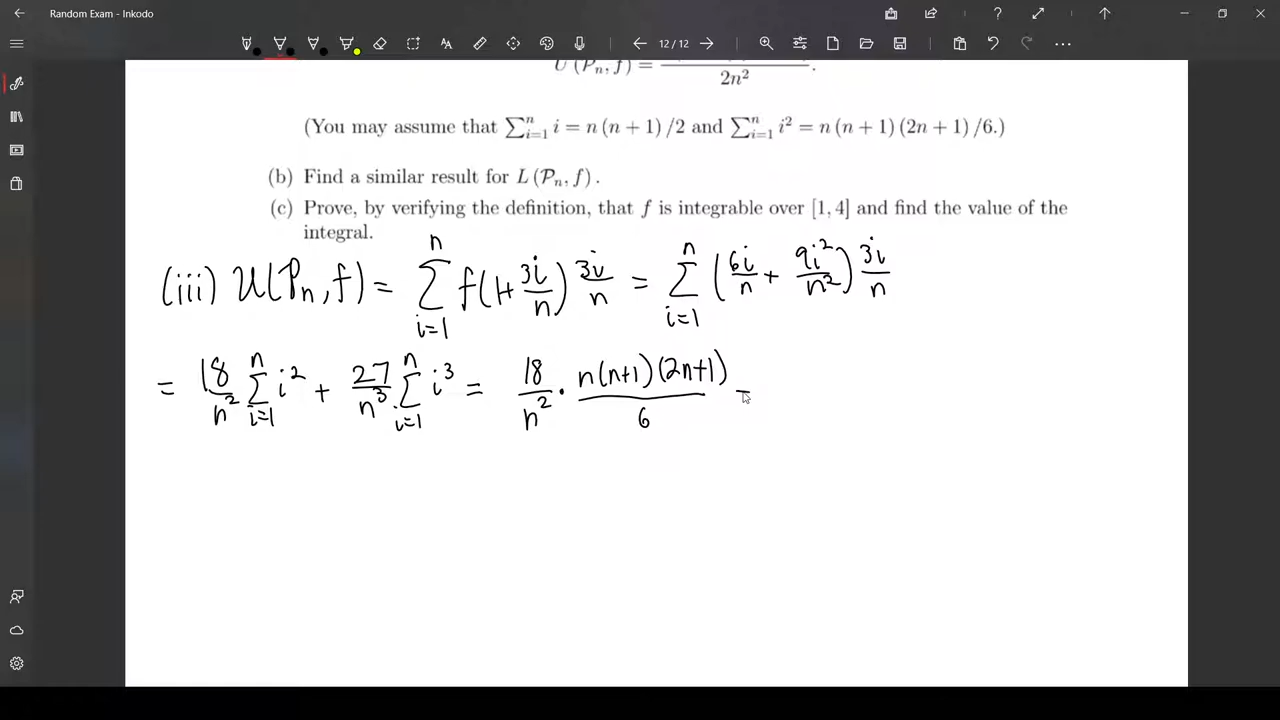 Random Exam - Inkodo
12/12
U (Pₙ, f) = ──── / 2n² .
(You may assume that ∑ⁿᵢ₌₁ i = n (n + 1) /2 and ∑ⁿᵢ₌₁ i² = n (n + 1) (2n + 1) /6.)
(b) Find a similar result for L (Pₙ, f) .
(c) Prove, by verifying the definition, that f is integrable over [1, 4] and find the value of the
integral.
(iii) U(Pₙ, f) = ∑ⁿᵢ₌₁ f(1+3i/n) 3i/n = ∑ⁿᵢ₌₁ (6i/n + 9i²/n²) 3i/n
= 18/n² ∑ⁿᵢ₌₁ i² + 27/n³ ∑ⁿᵢ₌₁ i³ = 18/n² · n(n+1)(2n+1)/6 -